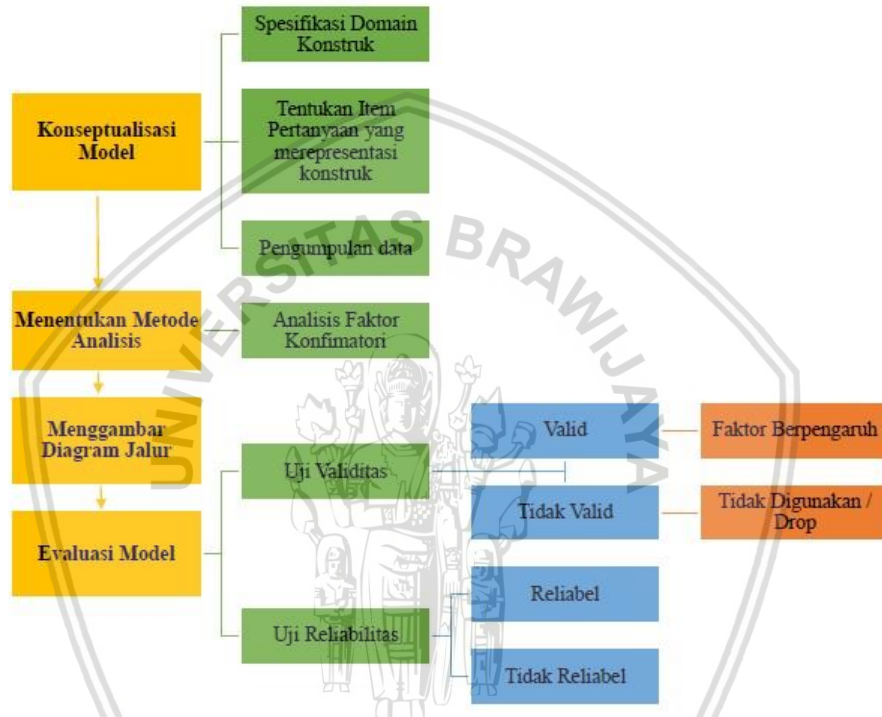 Spesifikasi Domain
Konstruk
Konseptualisasi
Model
Tentukan Item
Pertanyaan yang
merepresentasi
konstruk
Pengumpulan data
Menentukan Metode
Analisis
Analisis Faktor
Konfimatori
Menggambar
Diagram Jalur
Evaluasi Model
Uji Validitas
Valid
Faktor Berpengaruh
Tidak Valid
Tidak Digunakan /
Drop
Uji Reliabilitas
Reliabel
Tidak Reliabel
UNIVERSITAS BRAWIJAYA